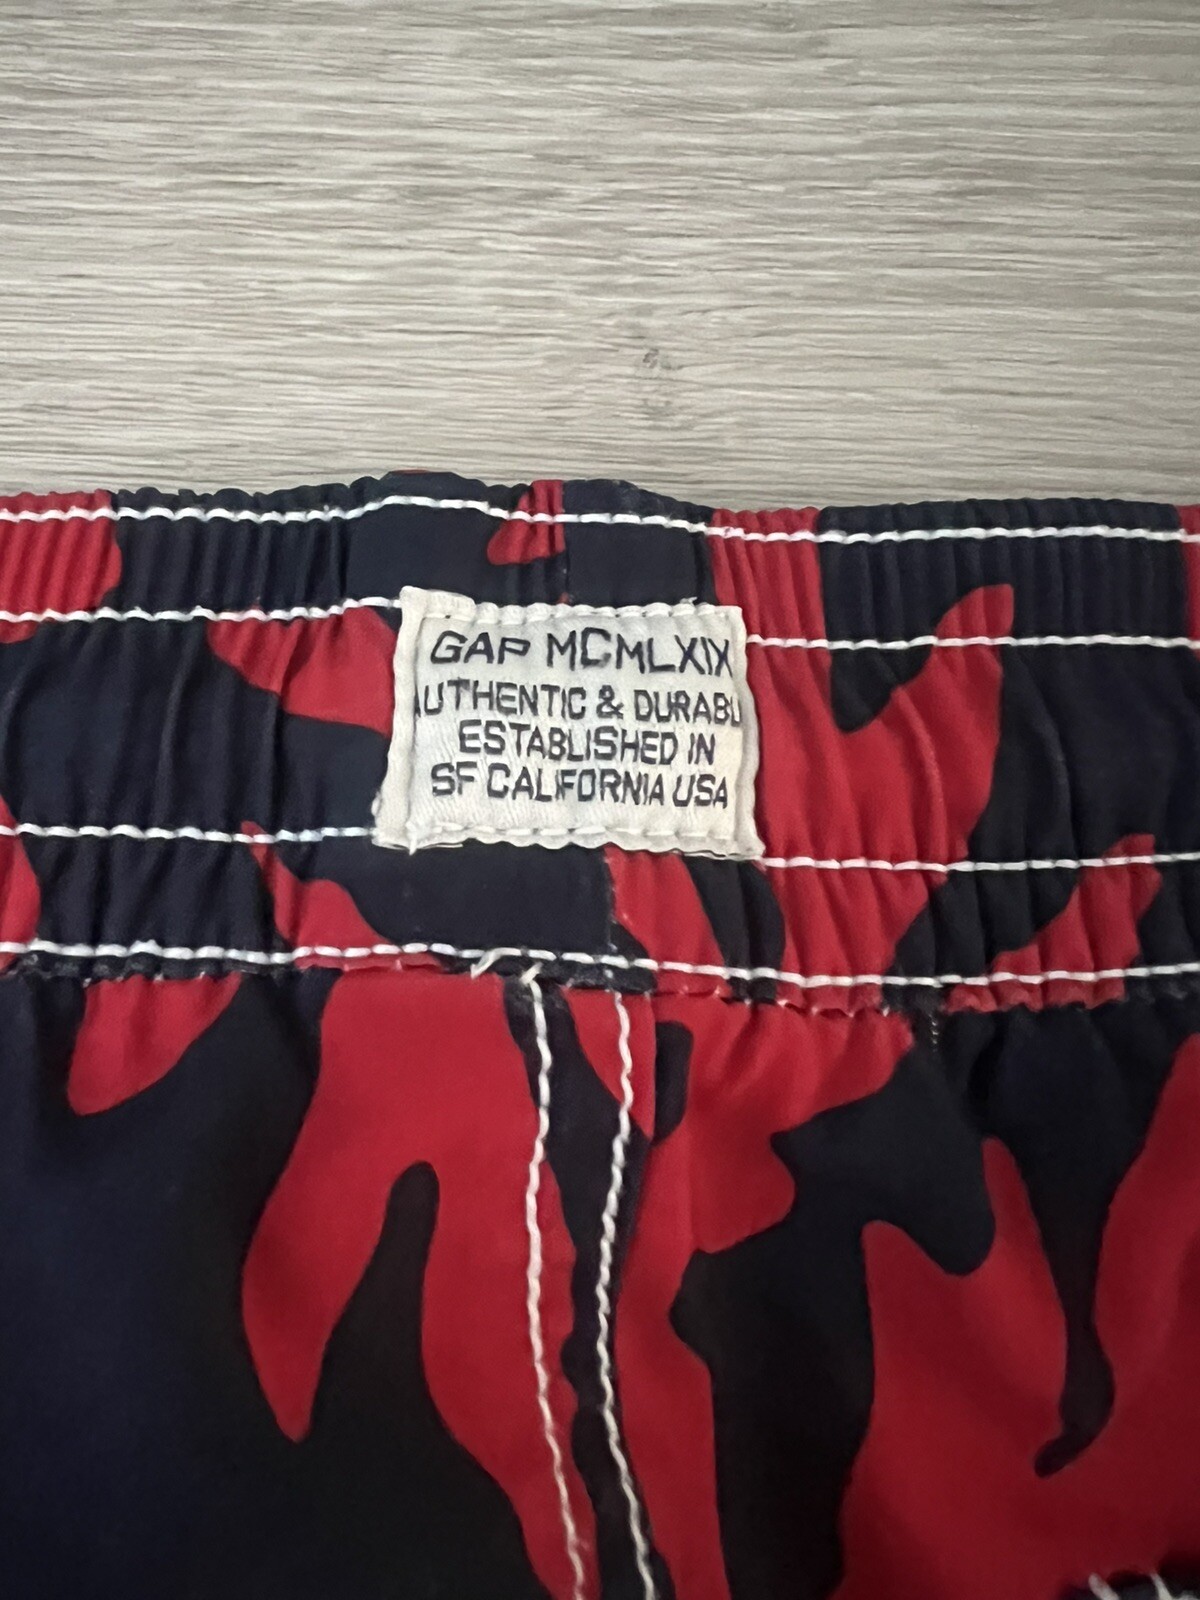 GAP MCMLXIX
AUTHENTIC & DURABL
ESTABLISHED IN
SF CALIFORNIA USA